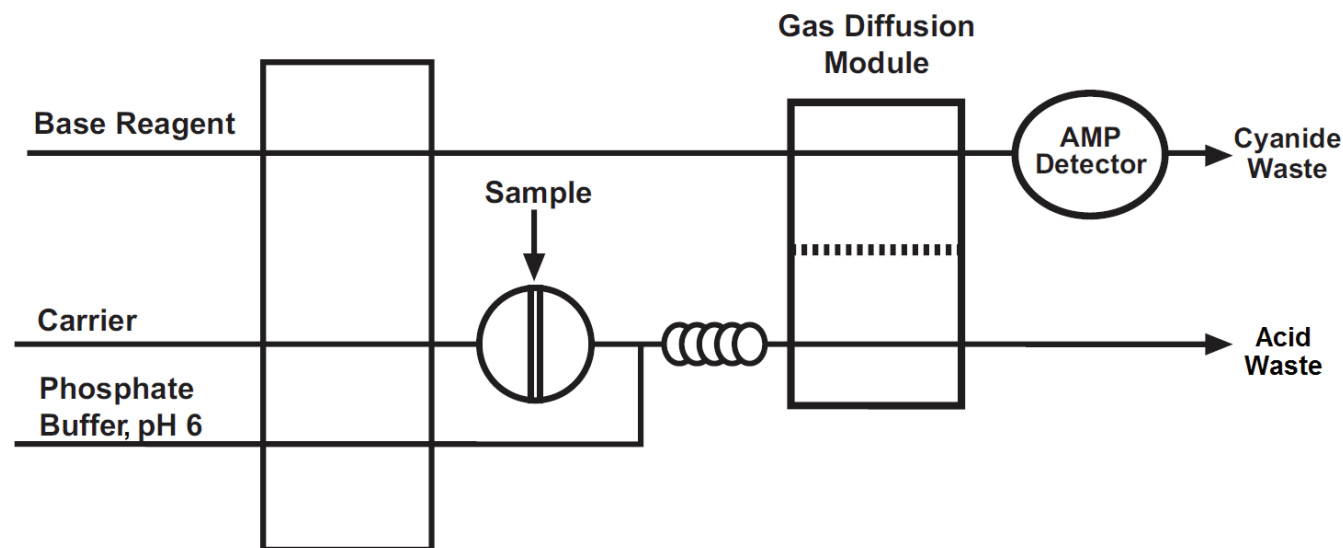 Gas Diffusion
Module
Base Reagent
AMP
Detector
Cyanide
Waste
Sample
Carrier
Acid
Waste
Phosphate
Buffer, pH 6